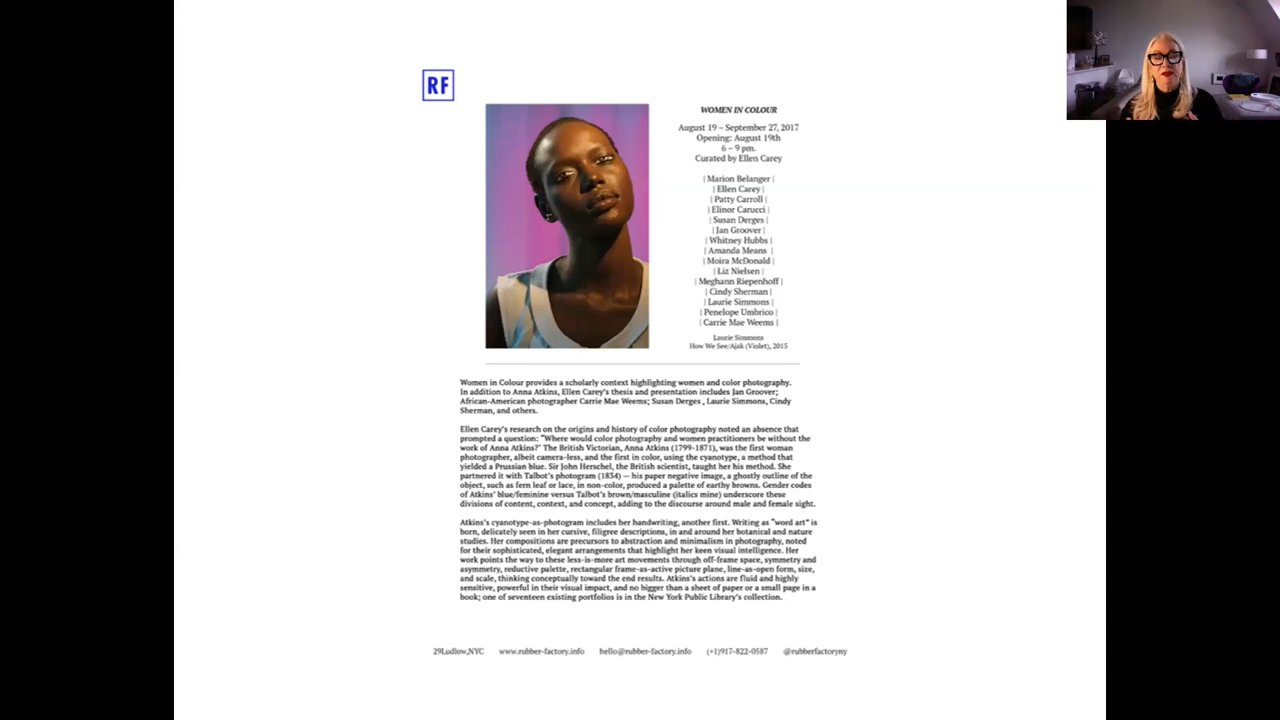 RF
WOMEN IN COLOUR
August 19 – September 27, 2017
Opening: August 19th
6 – 9 pm.
Curated by Ellen Carey
| Marion Belanger |
| Ellen Carey |
| Patty Carroll |
| Elinor Carucci |
| Susan Derges |
| Jan Groover |
| Whitney Hubbs |
| Amanda Means |
| Moira McDonald |
| Liz Nielsen |
| Meghann Riepenhoff |
| Cindy Sherman |
| Laurie Simmons |
| Penelope Umbrico |
| Carrie Mae Weems |
Laurie Simmons
How We See/Ajak (Violet), 2015
Women in Colour provides a scholarly context highlighting women and color photography.
In addition to Anna Atkins, Ellen Carey's thesis and presentation includes Jan Groover;
African-American photographer Carrie Mae Weems; Susan Derges , Laurie Simmons, Cindy
Sherman, and others.
Ellen Carey's research on the origins and history of color photography noted an absence that
prompted a question: "Where would color photography and women practitioners be without the
work of Anna Atkins?' The British Victorian, Anna Atkins (1799-1871), was the first woman
photographer, albeit camera-less, and the first in color, using the cyanotype, a method that
yielded a Prussian blue. Sir John Herschel, the British scientist, taught her his method. She
partnered it with Talbot's photogram (1834) — his paper negative image, a ghostly outline of the
object, such as fern leaf or lace, in non-color, produced a palette of earthy browns. Gender codes
of Atkins' blue/feminine versus Talbot's brown/masculine (italics mine) underscore these
divisions of content, context, and concept, adding to the discourse around male and female sight.
Atkins's cyanotype-as-photogram includes her handwriting, another first. Writing as "word art" is
born, delicately seen in her cursive, filigree descriptions, in and around her botanical and nature
studies. Her compositions are precursors to abstraction and minimalism in photography, noted
for their sophisticated, elegant arrangements that highlight her keen visual intelligence. Her
work points the way to these less-is-more art movements through off-frame space, symmetry and
asymmetry, reductive palette, rectangular frame-as-active picture plane, line-as-open form, size,
and scale, thinking conceptually toward the end results. Atkins's actions are fluid and highly
sensitive, powerful in their visual impact, and no bigger than a sheet of paper or a small page in a
book; one of seventeen existing portfolios is in the New York Public Library's collection.
29Ludlow,NYC www.rubber-factory.info hello@rubber-factory.info (+1)917-822-0587 @rubberfactoryny